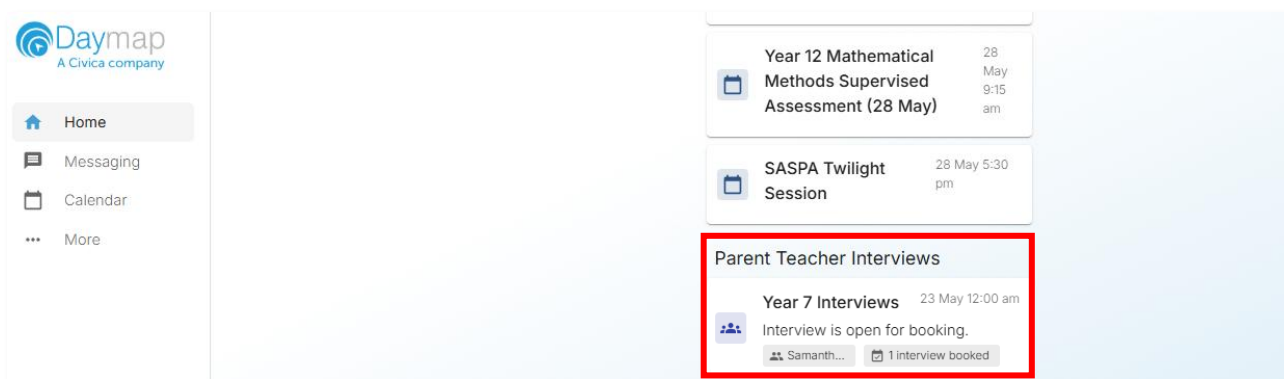 Daymap
A Civica company
Home
Messaging
Calendar
More
Year 12 Mathematical
Methods Supervised
Assessment (28 May)
28
May
9:15
am
SASPA Twilight
Session
28 May 5:30
pm
Parent Teacher Interviews
Year 7 Interviews 23 May 12:00 am
Interview is open for booking.
Samanth... 1 interview booked